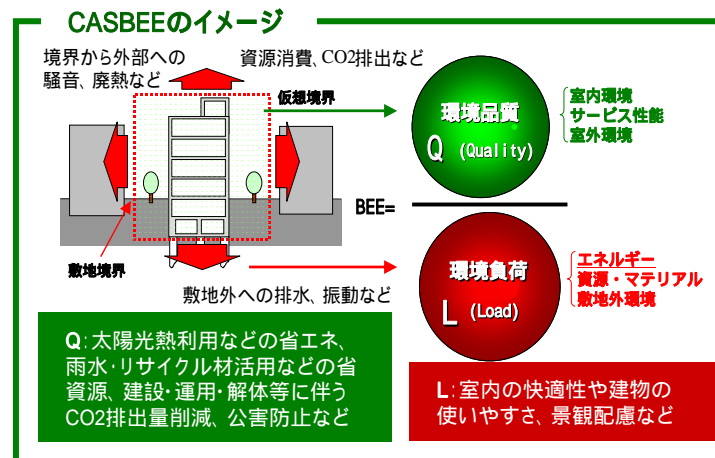 CASBEEのイメージ
境界から外部への
騒音、廃熱など
資源消費、CO2排出など
仮想境界
環境品質
Q (Quality)
室内環境
サービス性能
室外環境
BEE=
敷地境界
環境負荷
L (Load)
エネルギー
資源・マテリアル
敷地外環境
敷地外への排水、振動など
Q:太陽光熱利用などの省エネ、
雨水・リサイクル材活用などの省
資源、建設・運用・解体等に伴う
CO2排出量削減、公害防止など
L:室内の快適性や建物の
使いやすさ、景観配慮など